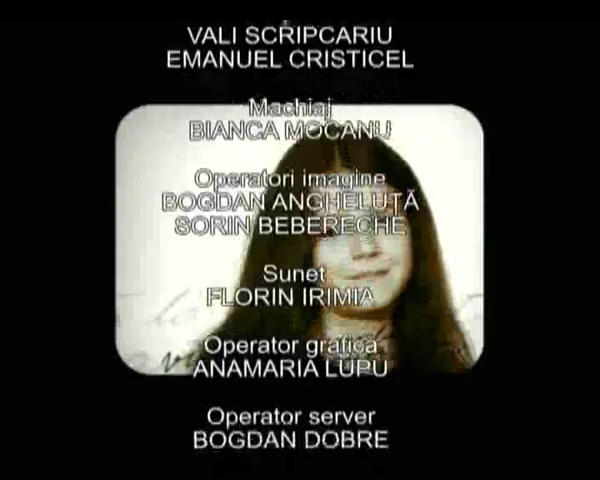 VALI SCRIPCARIU
EMANUEL CRISTICEL
Machiaj
BIANCA MOCANU
Operatori imagine
BOGDAN ANGHELUȚĂ
SORIN BEBERECHE
Sunet
FLORIN IRIMIA
Operator grafică
ANAMARIA LUPU
Operator server
BOGDAN DOBRE